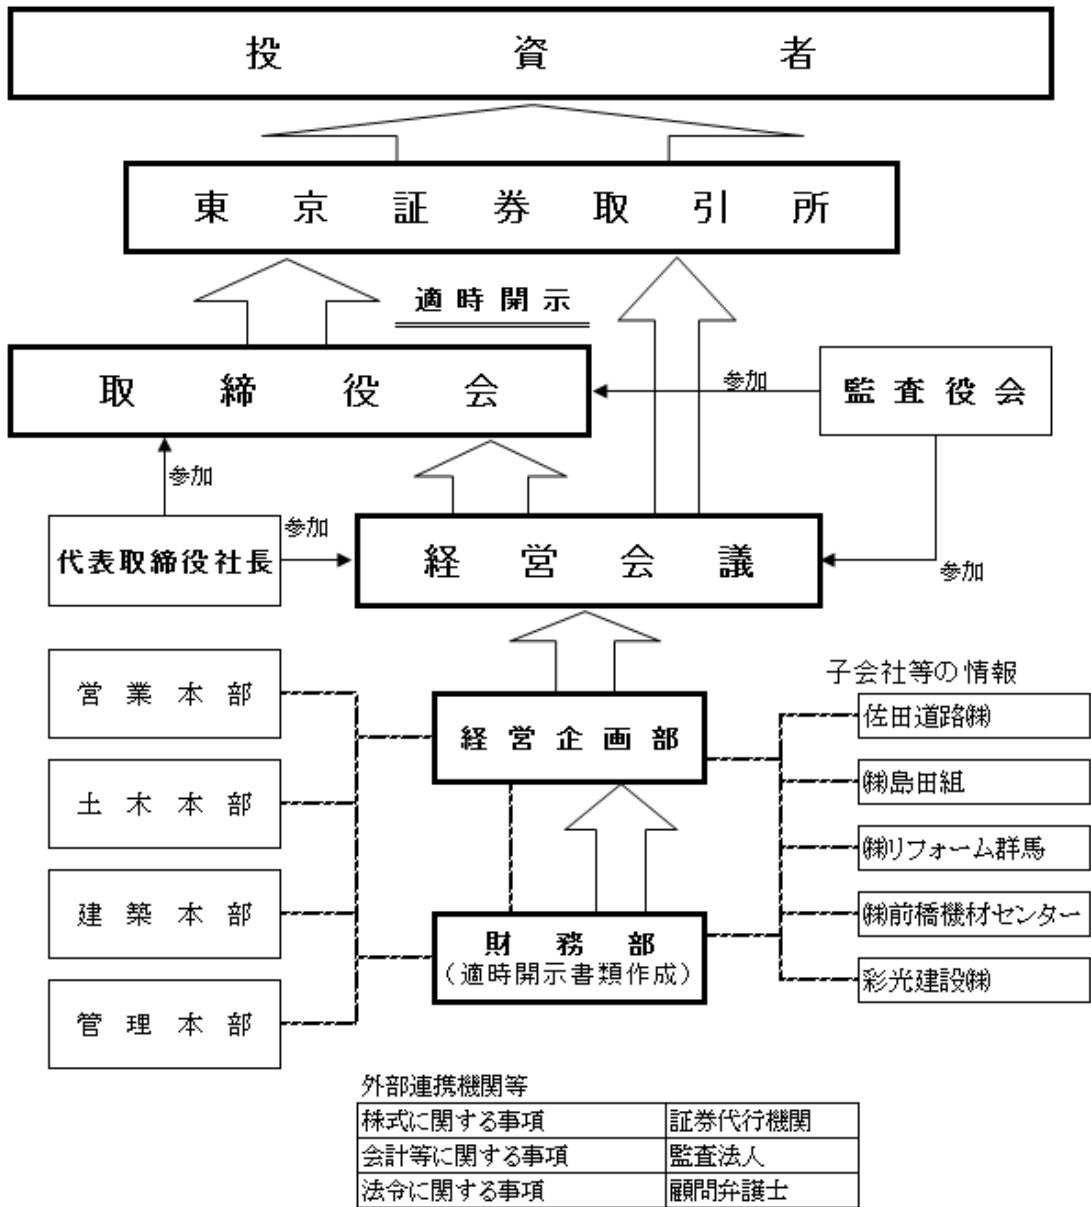 投資者
東京証券取引所
適時開示
取締役会
参加
監査役会
参加
代表取締役社長
参加
経営会議
参加
営業本部
土木本部
建築本部
管理本部
経営企画部
財務部
(適時開示書類作成)
子会社等の情報
佐田道路㈱
㈱島田組
㈱リフォーム群馬
㈱前橋機材センター
彩光建設㈱
外部連携機関等
株式に関する事項 証券代行機関
会計等に関する事項 監査法人
法令に関する事項 顧問弁護士